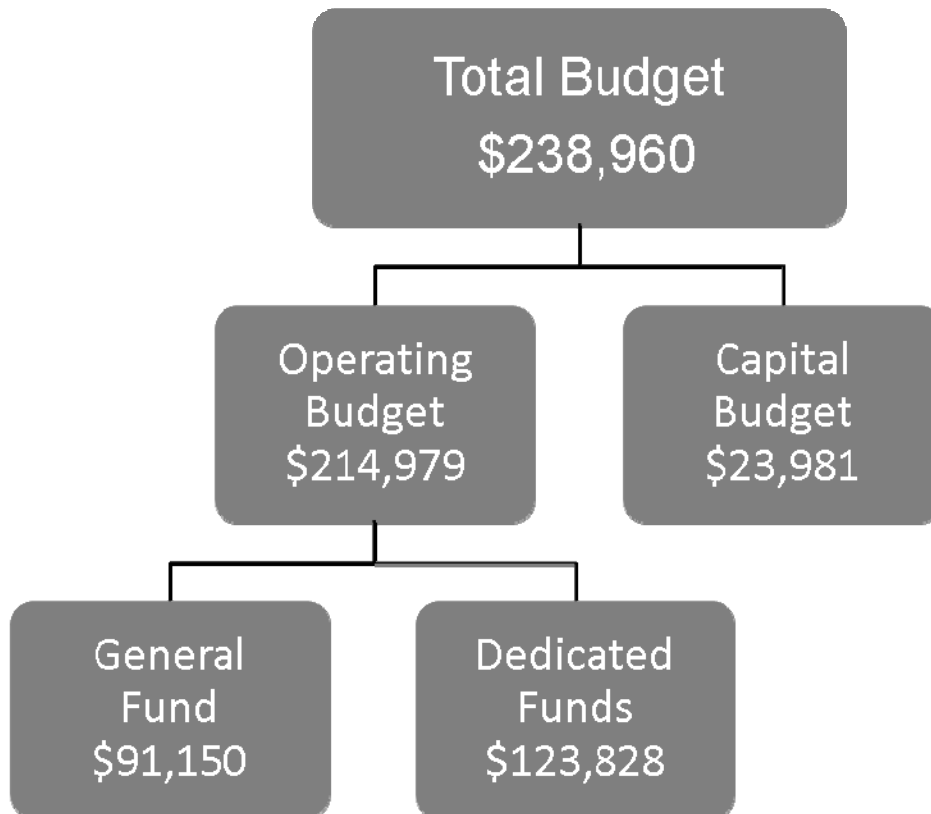 Total Budget
$238,960
Operating
Budget
$214,979
Capital
Budget
$23,981
General
Fund
$91,150
Dedicated
Funds
$123,828